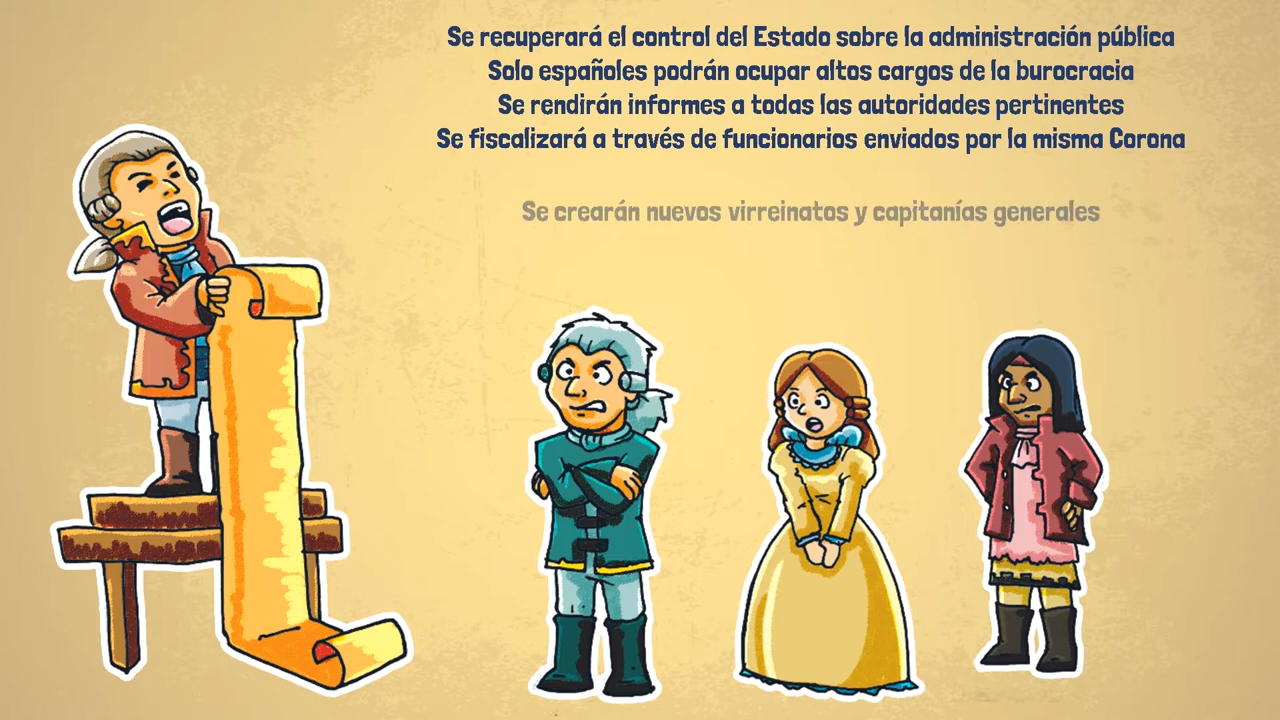 Se recuperará el control del Estado sobre la administración pública
Solo españoles podrán ocupar altos cargos de la burocracia
Se rendirán informes a todas las autoridades pertinentes
Se fiscalizará a través de funcionarios enviados por la misma Corona
Se crearán nuevos virreinatos y capitanías generales